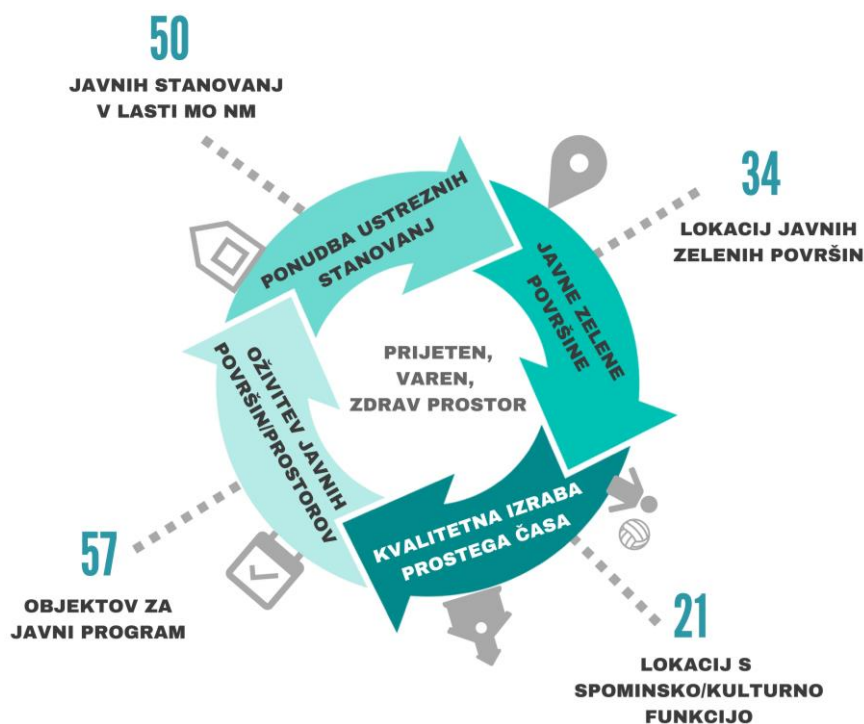 50
JAVNIH STANOVANJ
V LASTI MO NM
34
LOKACIJ JAVNIH
ZELENIH POVRŠIN
PONUDBA USTREZNIH
STANOVANJ
JAVNE ZELENE
POVRŠINE
PRIJETEN,
VAREN,
ZDRAV PROSTOR
OŽIVITEV JAVNIH
POVRŠIN/PROSTOROV
KVALITETNA IZRABA
PROSTEGA ČASA
57
OBJEKTOV ZA
JAVNI PROGRAM
21
LOKACIJ S
SPOMINSKO/KULTURNO
FUNKCIJO